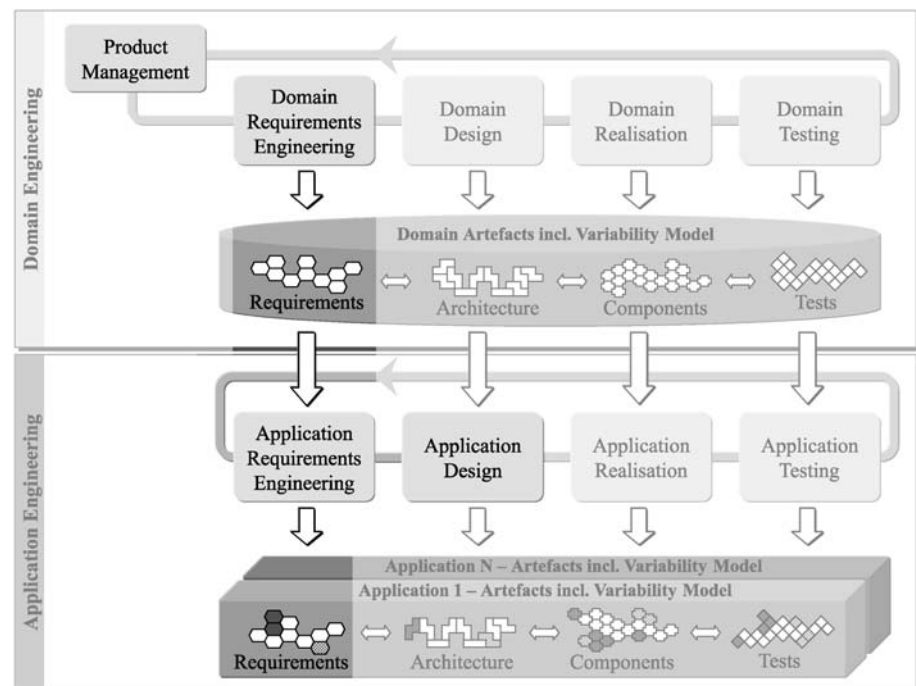 Domain Engineering
Product
Management
Domain
Requirements
Engineering
Domain
Design
Domain
Realisation
Domain
Testing
Domain Artefacts incl. Variability Model
Requirements
Architecture
Components
Tests
Application Engineering
Application
Requirements
Engineering
Application
Design
Application
Realisation
Application
Testing
Application N – Artefacts incl. Variability Model
Application 1 – Artefacts incl. Variability Model
Requirements
Architecture
Components
Tests